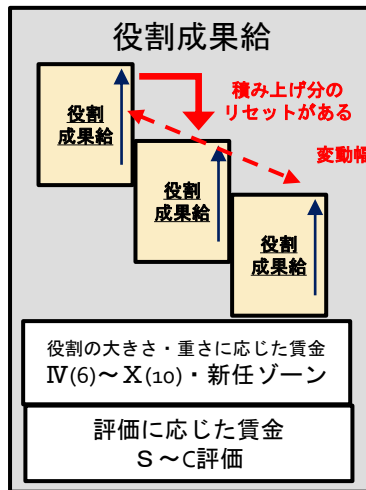 役割成果給
役割
成果給
積み上げ分の
リセットがある
変動幅
役割
成果給
役割
成果給
役割の大きさ・重さに応じた賃金
Ⅳ(6)～Ⅹ(10)・新任ゾーン
評価に応じた賃金
Ｓ～C評価